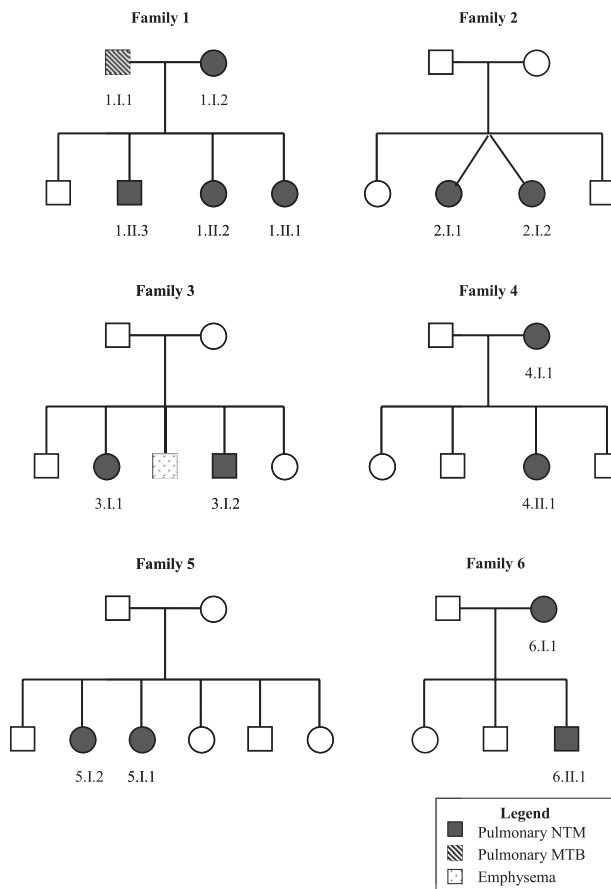 Family 1
Family 2
1.I.1
1.I.2
1.II.3
1.II.2
1.II.1
2.I.1
2.I.2
Family 3
Family 4
4.I.1
3.I.1
3.I.2
4.II.1
Family 5
Family 6
6.I.1
5.I.2
5.I.1
6.II.1
Legend
Pulmonary NTM
Pulmonary MTB
Emphysema